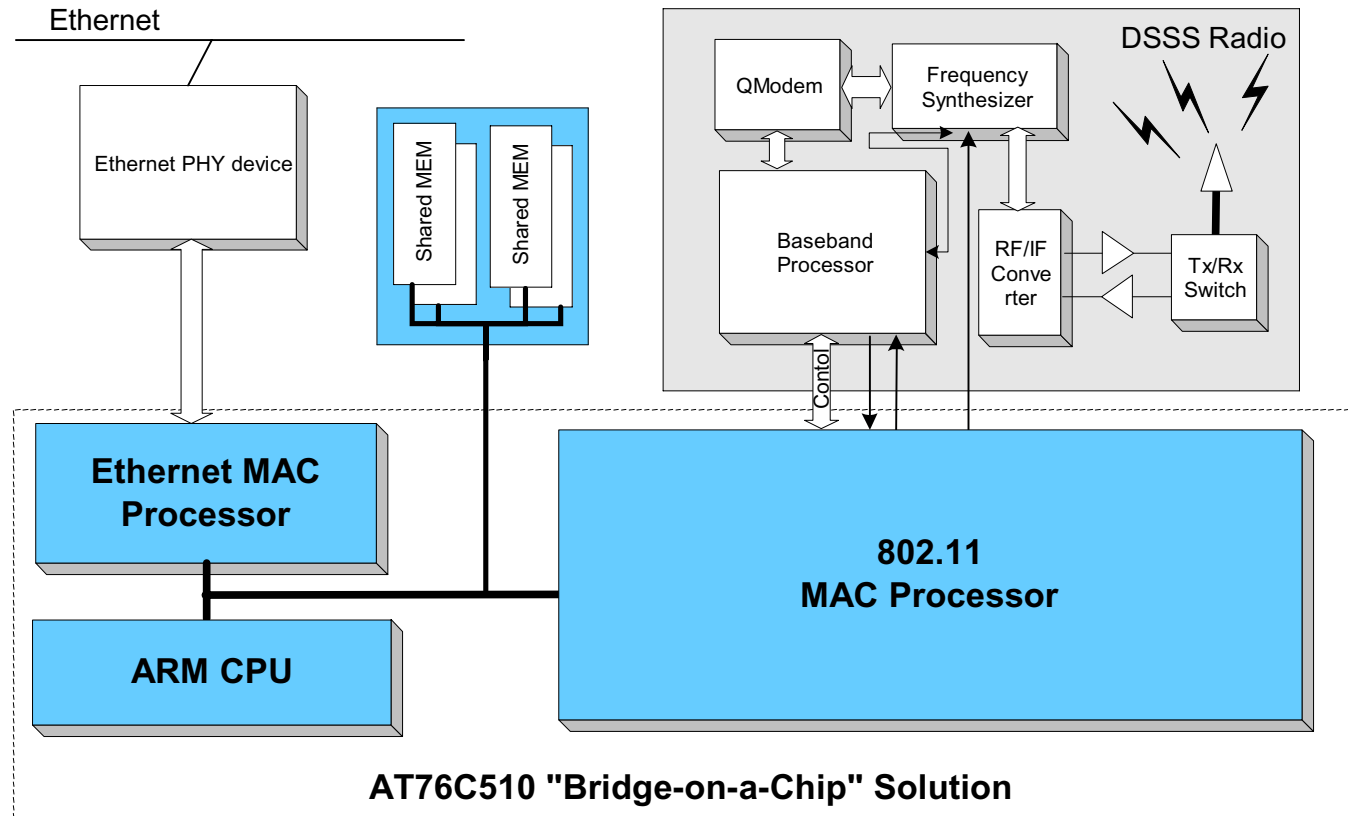 Ethernet
DSSS Radio
QModem
Frequency
Synthesizer
Ethernet PHY device
Shared MEM
Shared MEM
Baseband
Processor
RF/IF
Conve
rter
Tx/Rx
Switch
Contol
Ethernet MAC
Processor
802.11
MAC Processor
ARM CPU
AT76C510 "Bridge-on-a-Chip" Solution